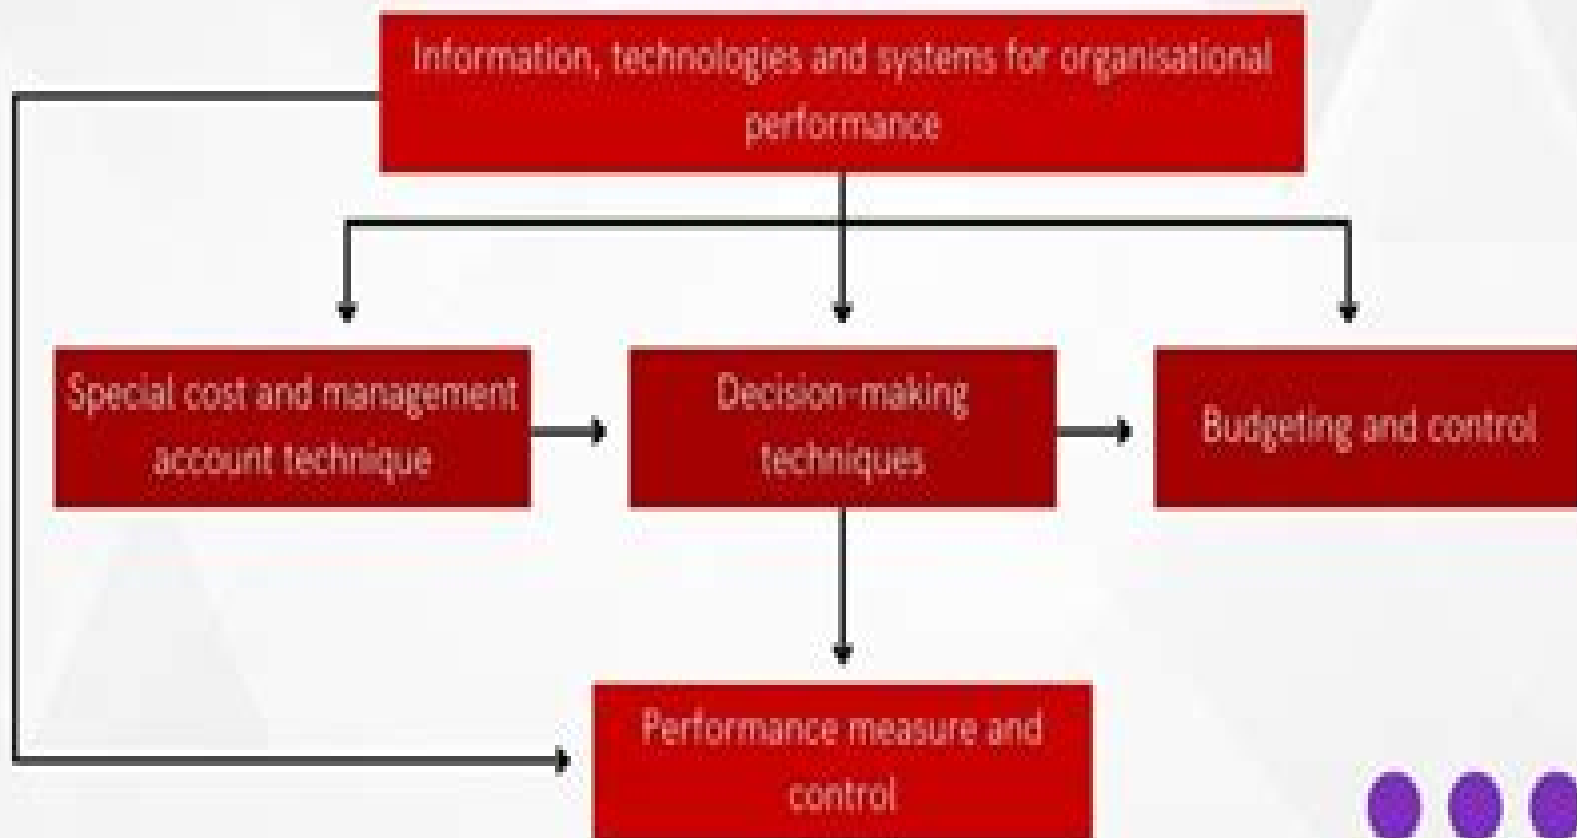 Information, technologies and systems for organisational
performance
Special cost and management
account technique
Decision-making
techniques
Budgeting and control
Performance measure and
control